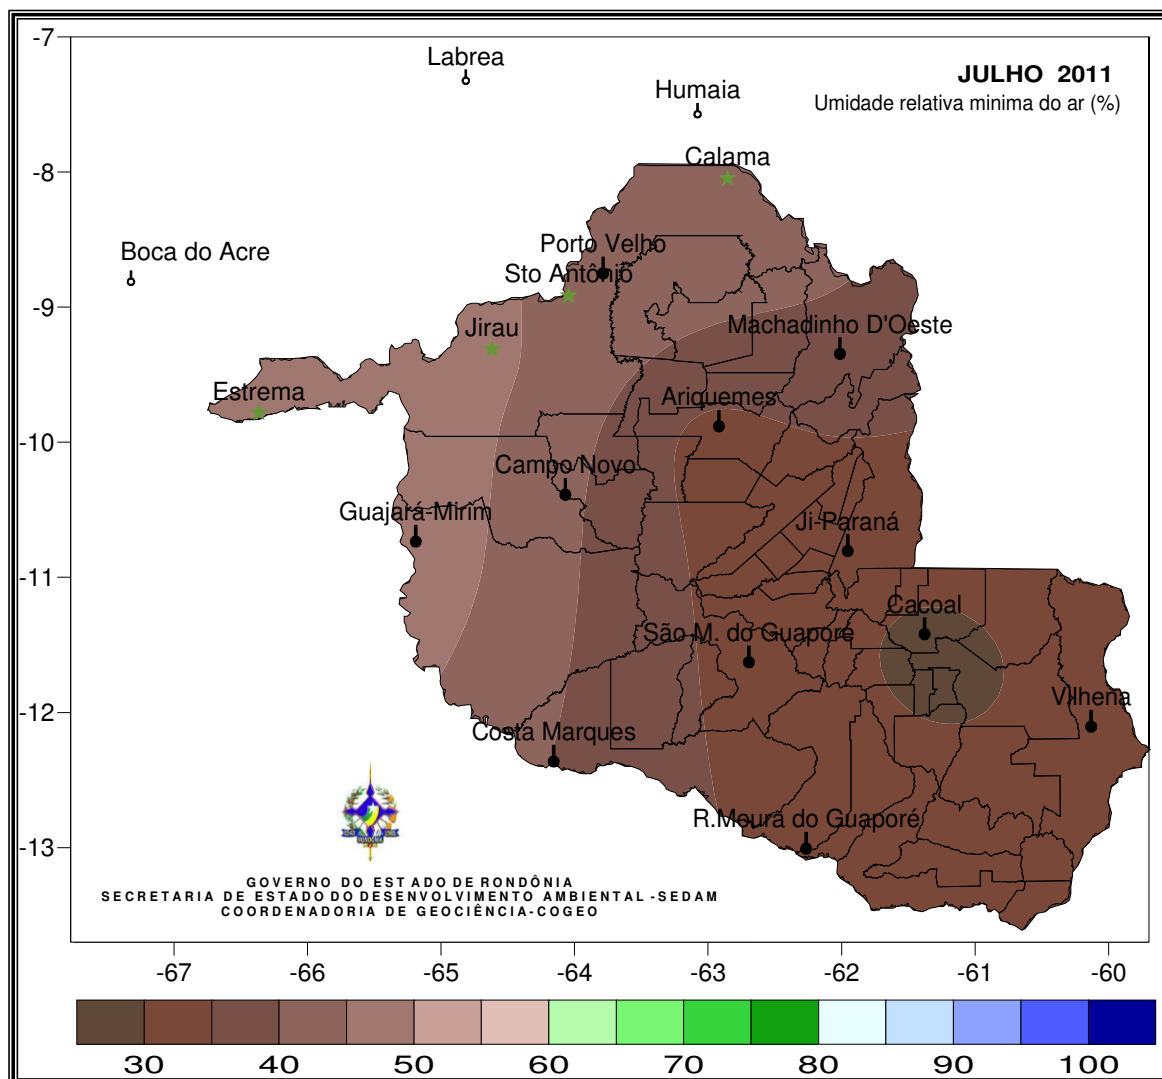 -7
Labrea
JULHO 2011
Humaia
Umidade relativa minima do ar (%)
Calama
-8
Boca do Acre
Porto Velho
Sto Antônio
-9
Jirau
Machadinho D'Oeste
Estrema
Ariquemes
-10
Campo Novo
Guajará-Mirim
Ji-Paraná
-11
Cacoal
São M. do Guaporé
Vilhena
-12
Costa Marques
R.Moura do Guaporé
-13
GOVERNO DO ESTADO DE RONDÔNIA
SECRETARIA DE ESTADO DO DESENVOLVIMENTO AMBIENTAL -SEDAM
COORDENADORIA DE GEOCIÊNCIA-COGEO
-67 -66 -65 -64 -63 -62 -61 -60
30 40 50 60 70 80 90 100